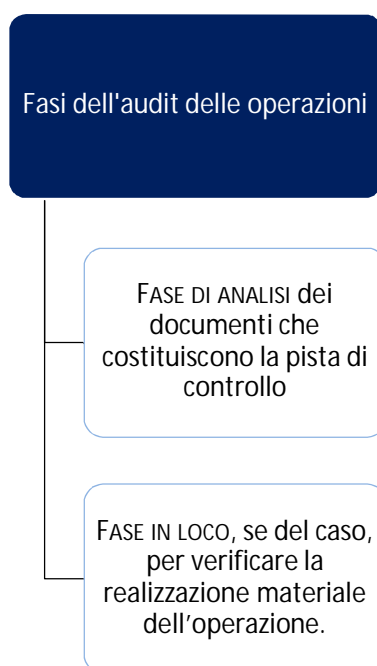 Fasi dell'audit delle operazioni
FASE DI ANALISI dei
documenti che
costituiscono la pista di
controllo
FASE IN LOCO, se del caso,
per verificare la
realizzazione materiale
dell’operazione.